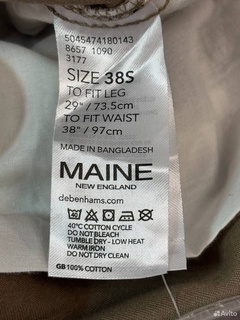 5045474180143
8657 1090
3177
SIZE 38S
TO FIT LEG
29" / 73.5cm
TO FIT WAIST
38" / 97cm
MADE IN BANGLADESH
MAINE
NEW ENGLAND
debenhams.com
40°C COTTON CYCLE
DO NOT BLEACH
TUMBLE DRY - LOW HEAT
WARM IRON
DO NOT DRY CLEAN
GB 100% COTTON
Avito